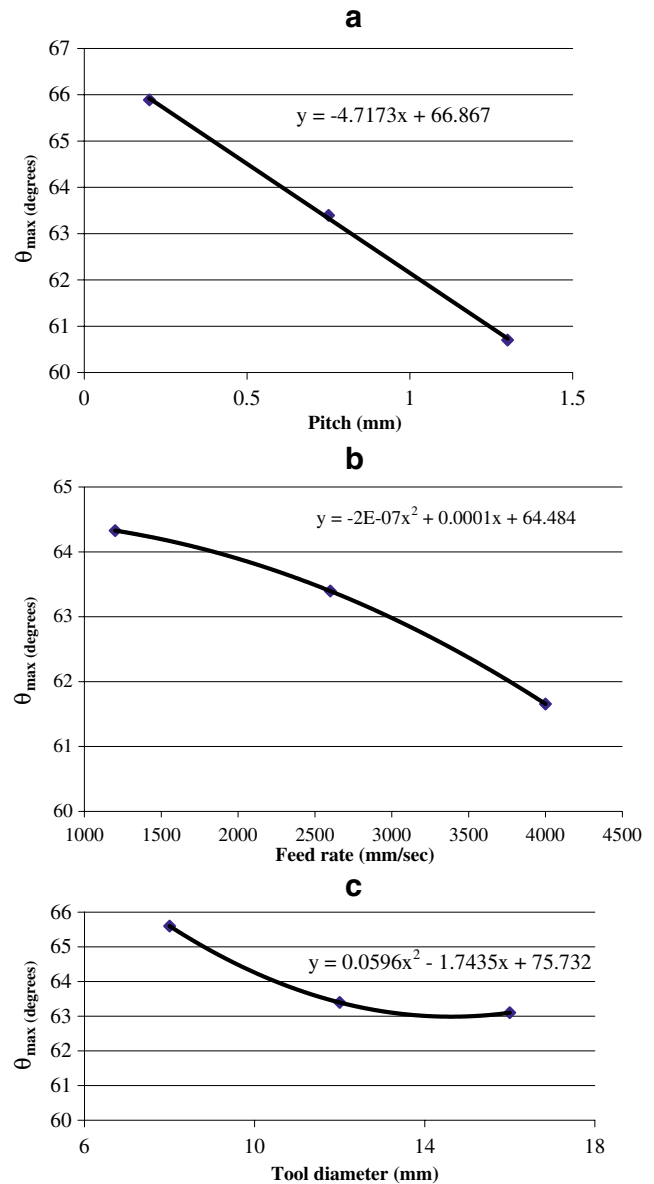 a
67
66
65
64
63
62
61
60
θmax (degrees)
y = -4.7173x + 66.867
0 0.5 1 1.5
Pitch (mm)
b
65
64
63
62
61
60
θmax (degrees)
y = -2E-07x² + 0.0001x + 64.484
1000 1500 2000 2500 3000 3500 4000 4500
Feed rate (mm/sec)
c
66
65
64
63
62
61
60
θmax (degrees)
y = 0.0596x² - 1.7435x + 75.732
6 10 14 18
Tool diameter (mm)